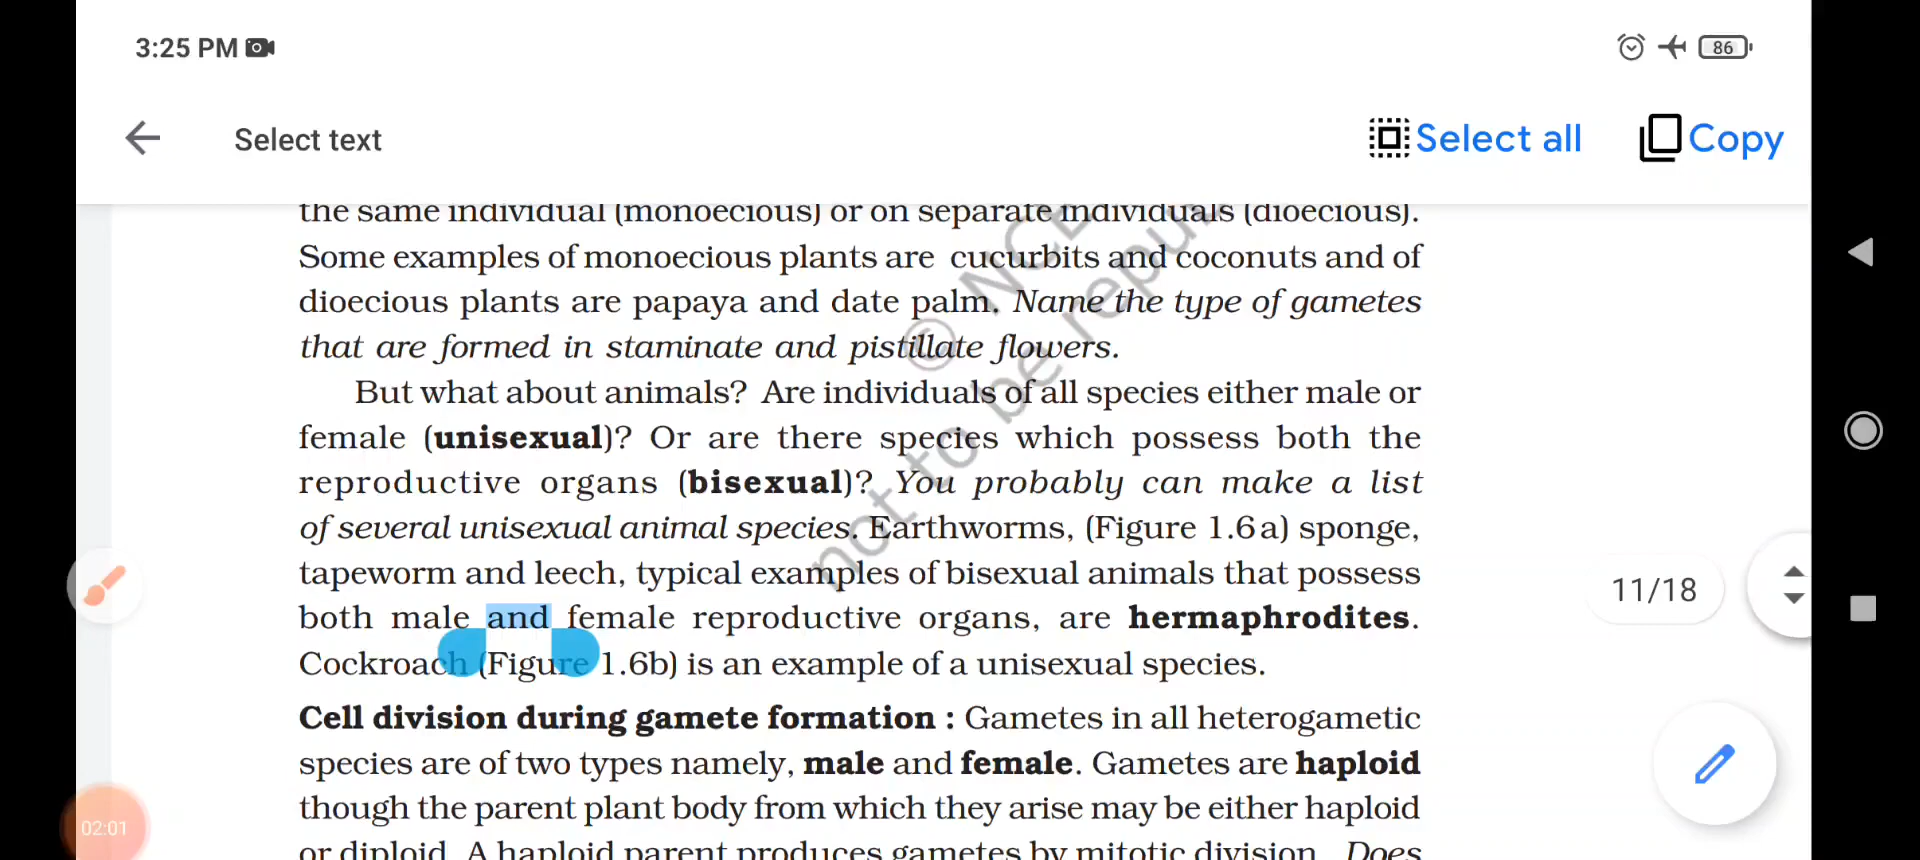 3:25 PM
86
Select text
Select all
Copy
the same individual (monoecious) or on separate individuals (dioecious).
Some examples of monoecious plants are cucurbits and coconuts and of
dioecious plants are papaya and date palm. Name the type of gametes
that are formed in staminate and pistillate flowers.
But what about animals? Are individuals of all species either male or
female (unisexual)? Or are there species which possess both the
reproductive organs (bisexual)? You probably can make a list
of several unisexual animal species. Earthworms, (Figure 1.6a) sponge,
tapeworm and leech, typical examples of bisexual animals that possess
both male and female reproductive organs, are hermaphrodites.
Cockroach (Figure 1.6b) is an example of a unisexual species.
Cell division during gamete formation : Gametes in all heterogametic
species are of two types namely, male and female. Gametes are haploid
though the parent plant body from which they arise may be either haploid
or diploid. A haploid parent produces gametes by mitotic division. Does
© NCE
not to be repu
11/18
02:01